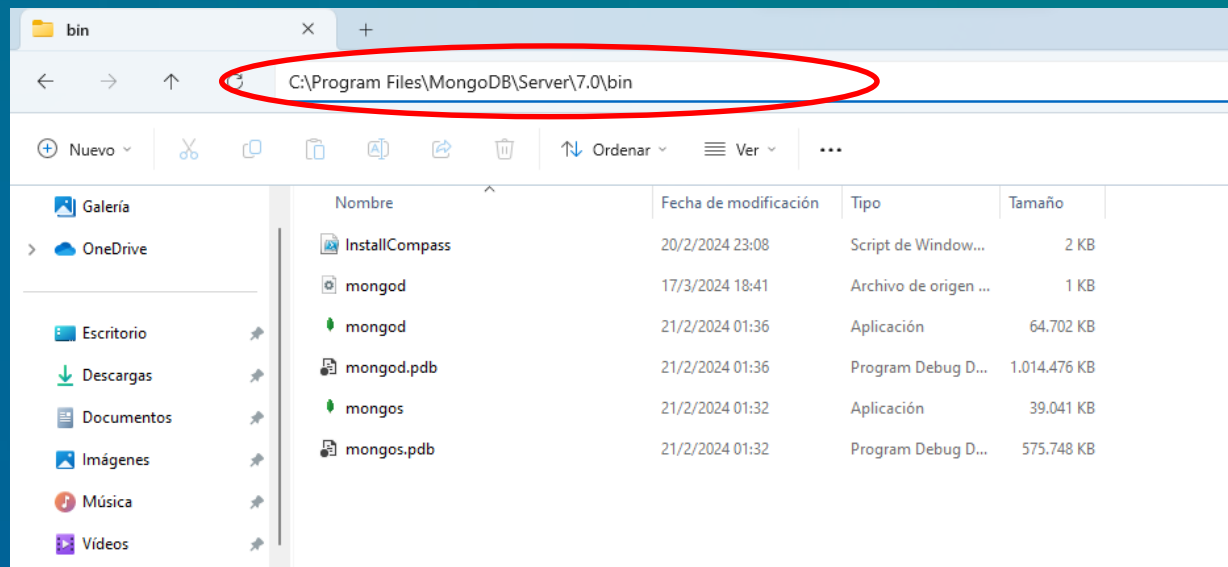 bin
C:\Program Files\MongoDB\Server\7.0\bin
Nuevo
Ordenar
Ver
Galería
OneDrive
Escritorio
Descargas
Documentos
Imágenes
Música
Vídeos
Nombre Fecha de modificación Tipo Tamaño
InstallCompass 20/2/2024 23:08 Script de Window... 2 KB
mongod 17/3/2024 18:41 Archivo de origen ... 1 KB
mongod 21/2/2024 01:36 Aplicación 64.702 KB
mongod.pdb 21/2/2024 01:36 Program Debug D... 1.014.476 KB
mongos 21/2/2024 01:32 Aplicación 39.041 KB
mongos.pdb 21/2/2024 01:32 Program Debug D... 575.748 KB